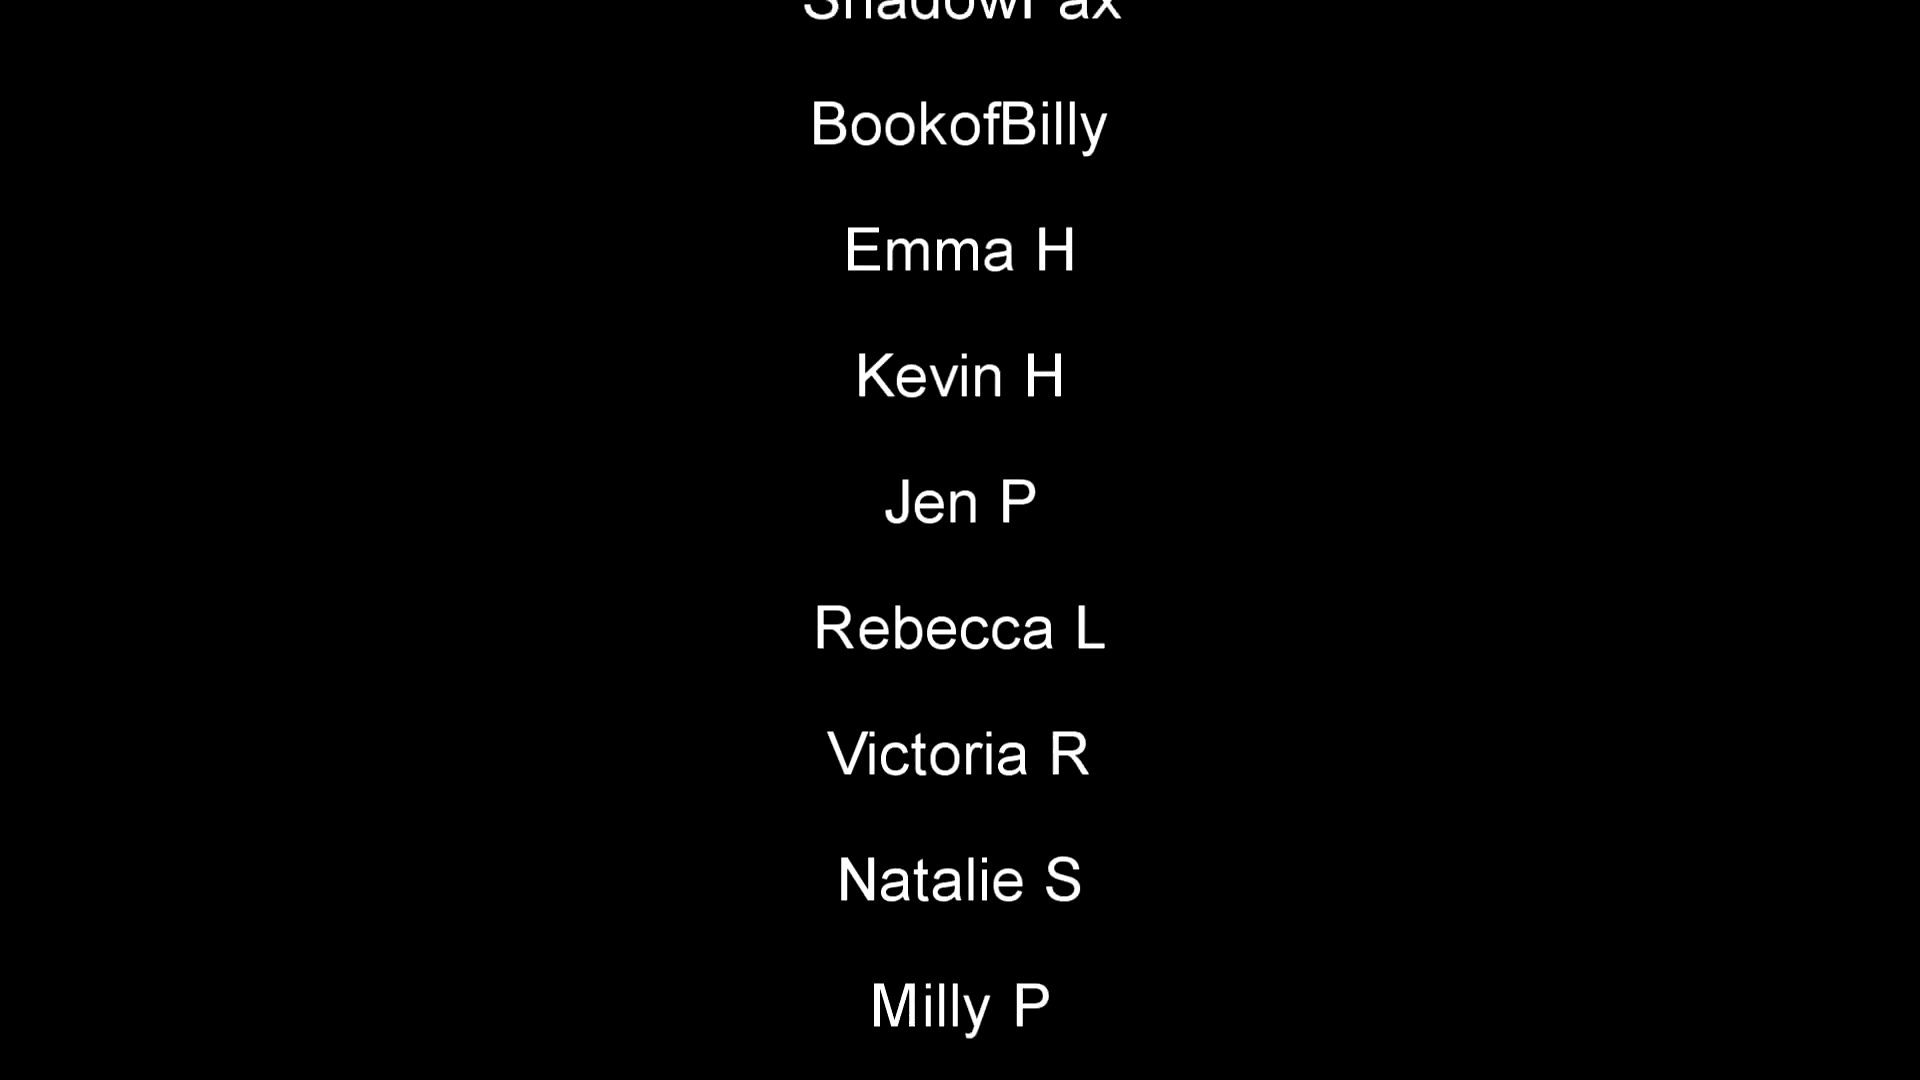 BookofBilly
Emma H
Kevin H
Jen P
Rebecca L
Victoria R
Natalie S
Milly P